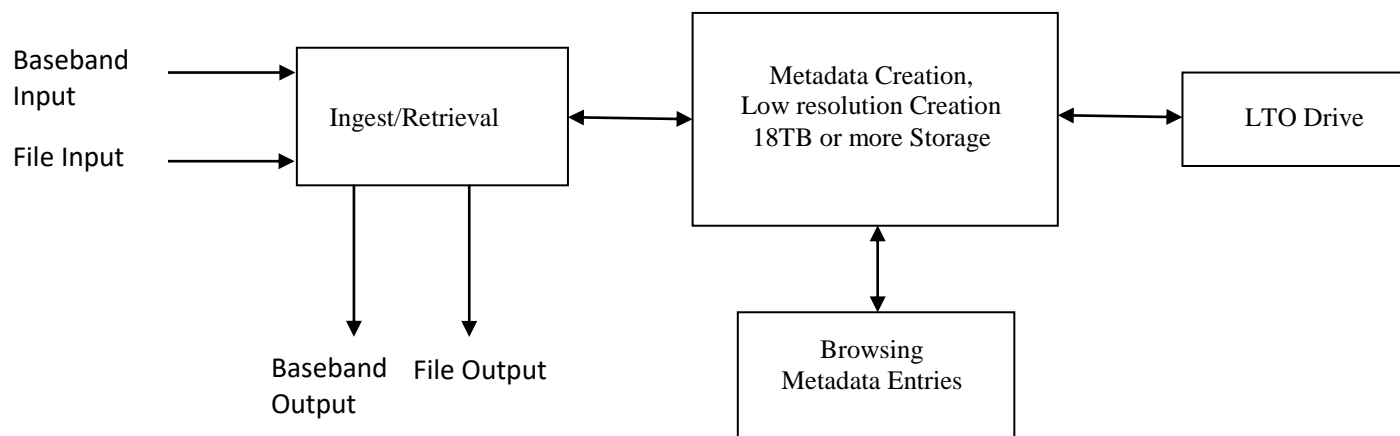 Baseband
Input
File Input
Ingest/Retrieval
Metadata Creation,
Low resolution Creation
18TB or more Storage
LTO Drive
Baseband
Output
File Output
Browsing
Metadata Entries